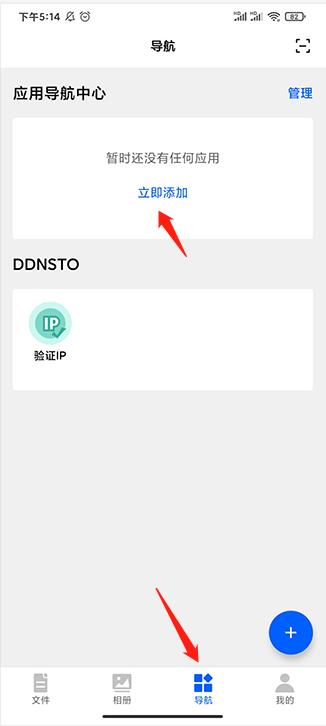 下午5:14
HD HD 82
导航
应用导航中心 管理
暂时还没有任何应用
立即添加
DDNSTO
IP
验证IP
+
文件 相册 导航 我的